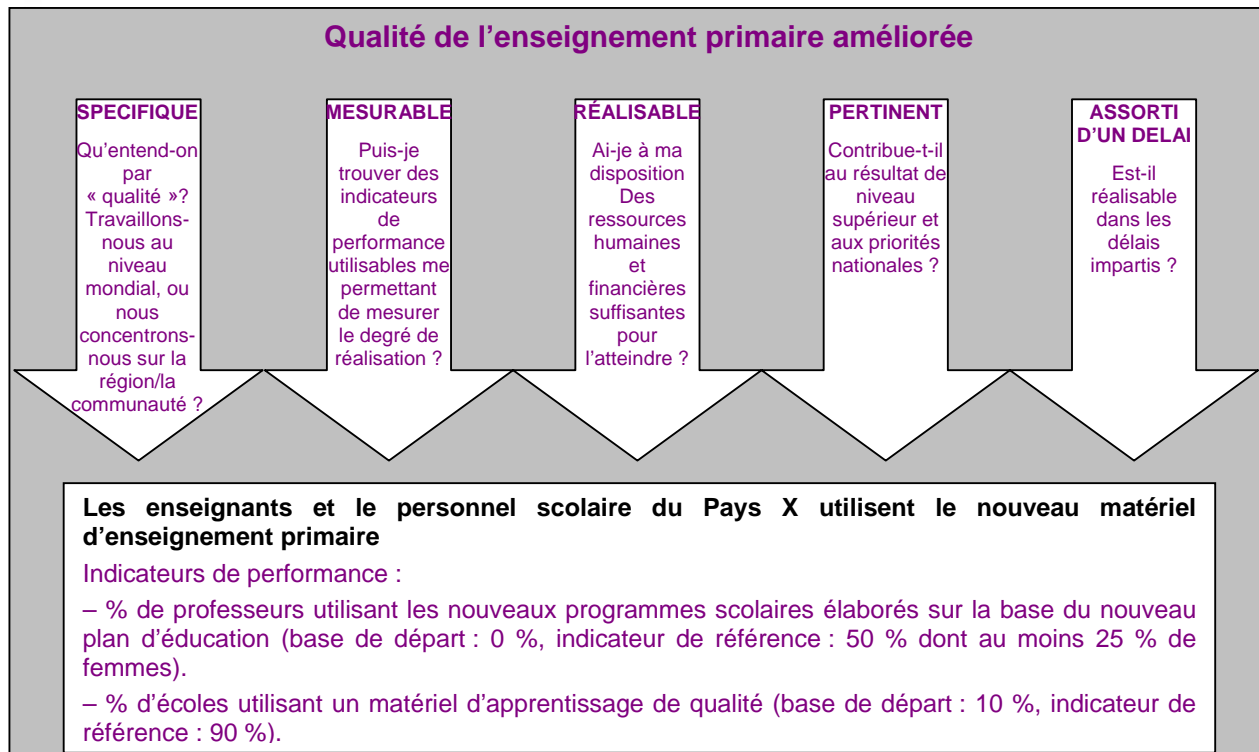 Qualité de l’enseignement primaire améliorée
SPECIFIQUE
Qu’entend-on
par
« qualité »?
Travaillons-
nous au
niveau
mondial, ou
nous
concentrons-
nous sur la
région/la
communauté ?
MESURABLE
Puis-je
trouver des
indicateurs
de
performance
utilisables me
permettant
de mesurer
le degré de
réalisation ?
RÉALISABLE
Ai-je à ma
disposition
Des
ressources
humaines
et
financières
suffisantes
pour
l’atteindre ?
PERTINENT
Contribue-t-il
au résultat de
niveau
supérieur et
aux priorités
nationales ?
ASSORTI
D’UN DELAI
Est-il
réalisable
dans les
délais
impartis ?
Les enseignants et le personnel scolaire du Pays X utilisent le nouveau matériel
d’enseignement primaire
Indicateurs de performance :
– % de professeurs utilisant les nouveaux programmes scolaires élaborés sur la base du nouveau
plan d’éducation (base de départ : 0 %, indicateur de référence : 50 % dont au moins 25 % de
femmes).
– % d’écoles utilisant un matériel d’apprentissage de qualité (base de départ : 10 %, indicateur de
référence : 90 %).